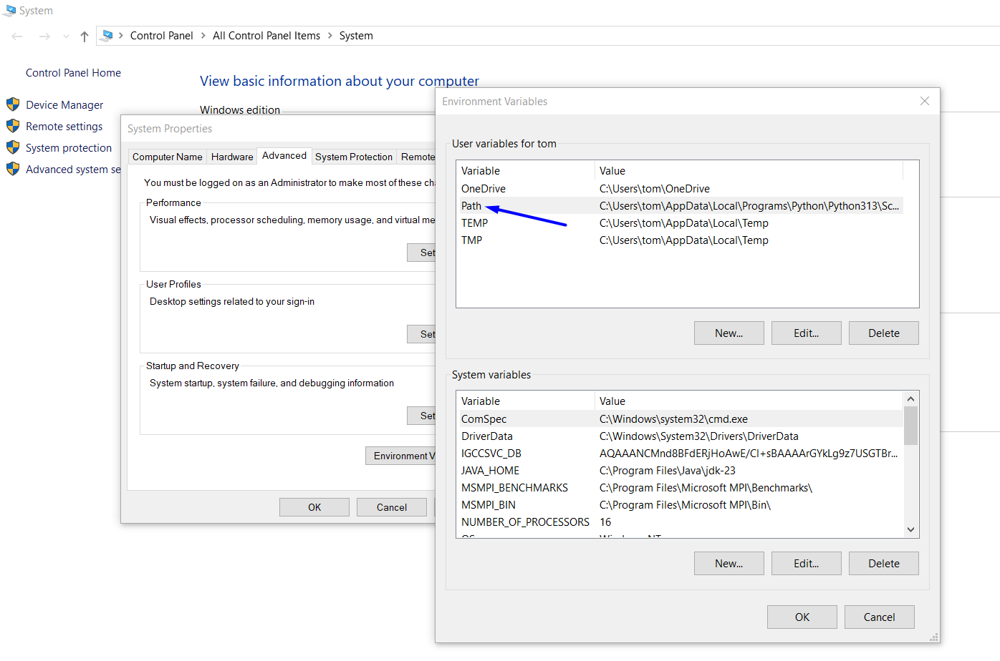 System
Control Panel > All Control Panel Items > System
Control Panel Home
Device Manager
Remote settings
System protection
Advanced system se
View basic information about your computer
Windows edition
System Properties
Computer Name Hardware Advanced System Protection Remote
You must be logged on as an Administrator to make most of these cha
Performance
Visual effects, processor scheduling, memory usage, and virtual me
Set
User Profiles
Desktop settings related to your sign-in
Set
Startup and Recovery
System startup, system failure, and debugging information
Set
Environment V
OK Cancel
Environment Variables
User variables for tom
Variable Value
OneDrive C:\Users\tom\OneDrive
Path C:\Users\tom\AppData\Local\Programs\Python\Python313\Sc...
TEMP C:\Users\tom\AppData\Local\Temp
TMP C:\Users\tom\AppData\Local\Temp
New... Edit... Delete
System variables
Variable Value
ComSpec C:\Windows\system32\cmd.exe
DriverData C:\Windows\System32\Drivers\DriverData
IGCCSVC_DB AQAAANCMnd8BFdERjHoAwE/Cl+sBAAAArGYkLg9z7USGTBr...
JAVA_HOME C:\Program Files\Java\jdk-23
MSMPI_BENCHMARKS C:\Program Files\Microsoft MPI\Benchmarks\
MSMPI_BIN C:\Program Files\Microsoft MPI\Bin\
NUMBER_OF_PROCESSORS 16
New... Edit... Delete
OK Cancel